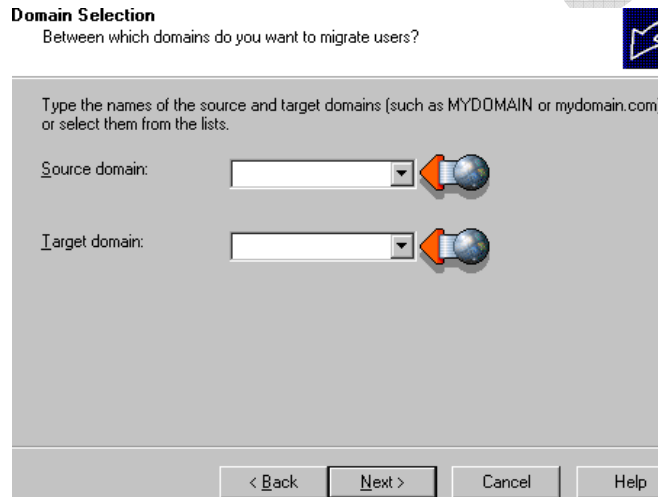 Domain Selection
Between which domains do you want to migrate users?
Type the names of the source and target domains (such as MYDOMAIN or mydomain.com
or select them from the lists.
Source domain:
Target domain:
< Back Next > Cancel Help